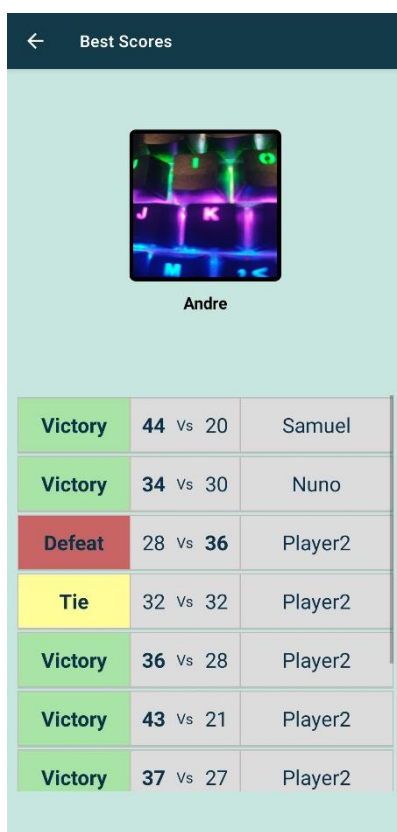 Best Scores
I
O
J K
M
Andre
Victory 44 Vs 20 Samuel
Victory 34 Vs 30 Nuno
Defeat 28 Vs 36 Player2
Tie 32 Vs 32 Player2
Victory 36 Vs 28 Player2
Victory 43 Vs 21 Player2
Victory 37 Vs 27 Player2